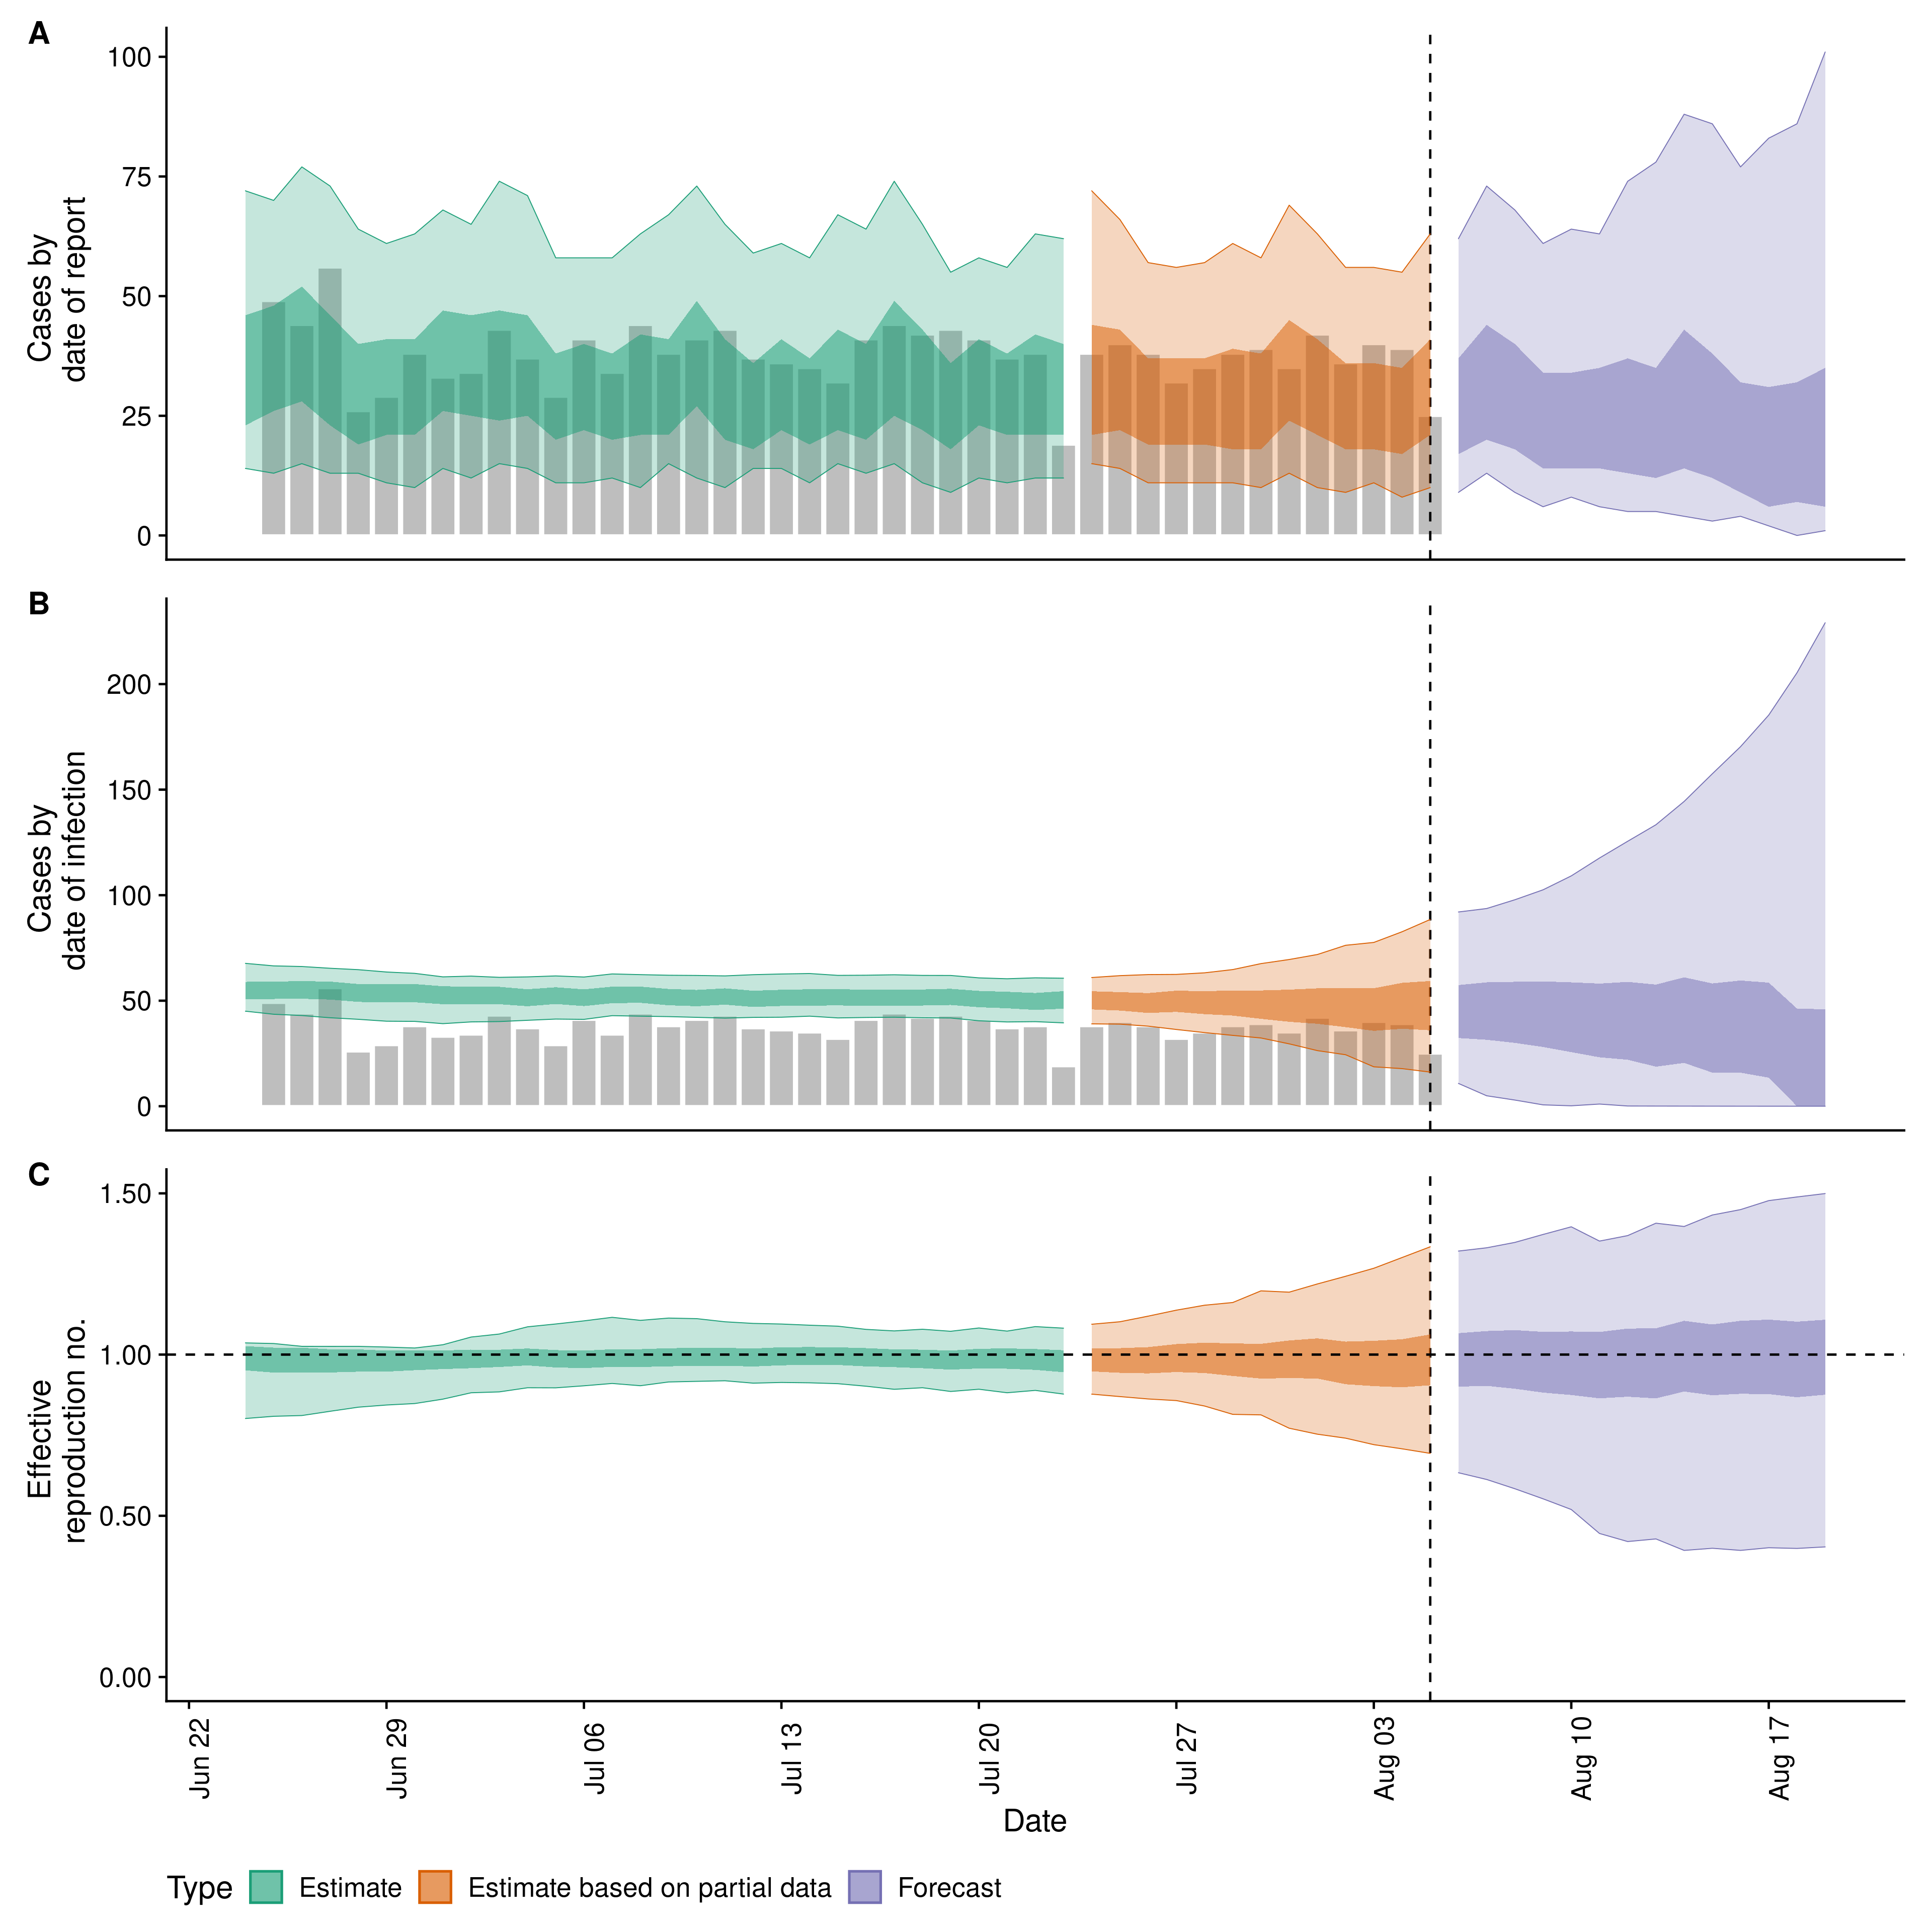 A
100
75
50
25
0
Cases by
date of report
B
200
150
100
50
0
Cases by
date of infection
C
1.50
1.00
0.50
0.00
Effective
reproduction no.
Jun 22
Jun 29
Jul 06
Jul 13
Jul 20
Jul 27
Aug 03
Aug 10
Aug 17
Date
Type Estimate Estimate based on partial data Forecast